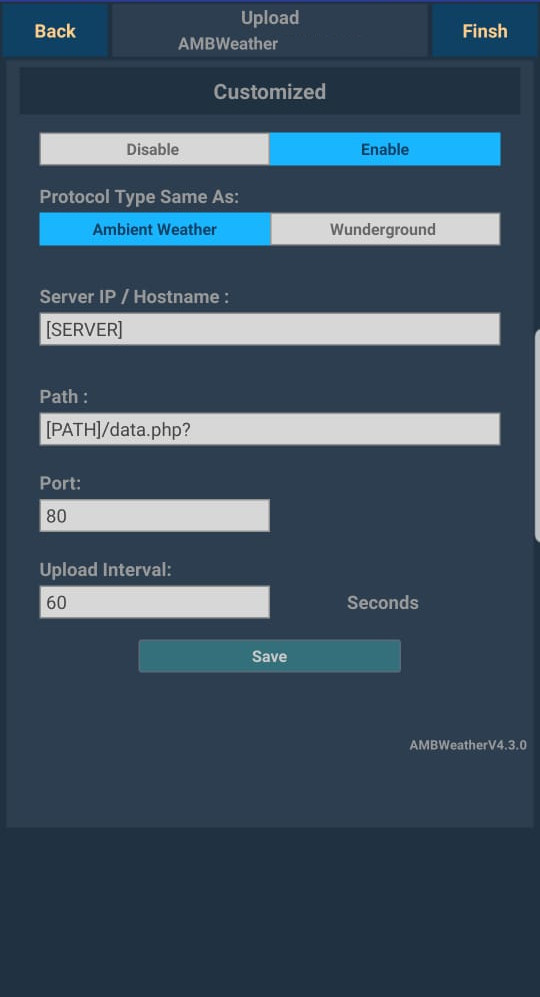 Back
Upload
AMBWeather
Finsh
Customized
Disable
Enable
Protocol Type Same As:
Ambient Weather
Wunderground
Server IP / Hostname :
[SERVER]
Path :
[PATH]/data.php?
Port:
80
Upload Interval:
60
Seconds
Save
AMBWeatherV4.3.0